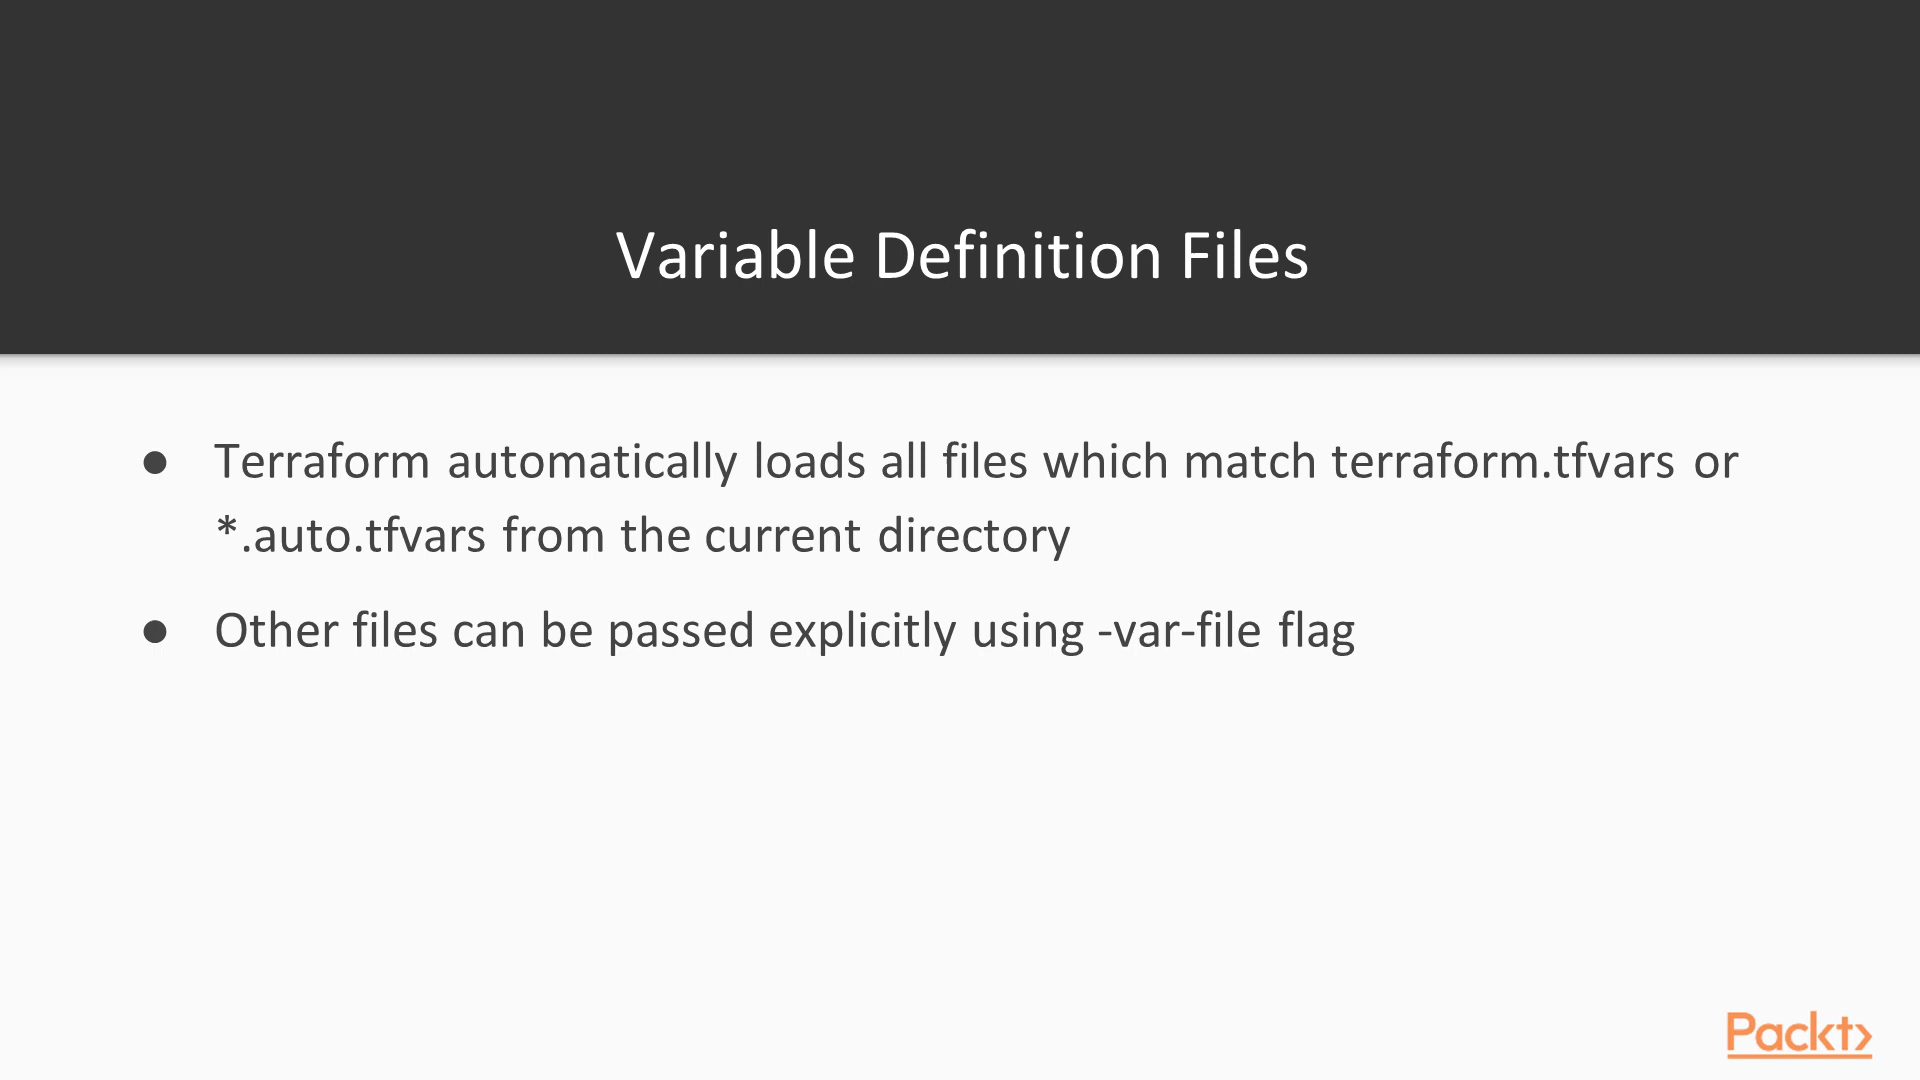 Variable Definition Files
● Terraform automatically loads all files which match terraform.tfvars or
*.auto.tfvars from the current directory
● Other files can be passed explicitly using -var-file flag
Packt>